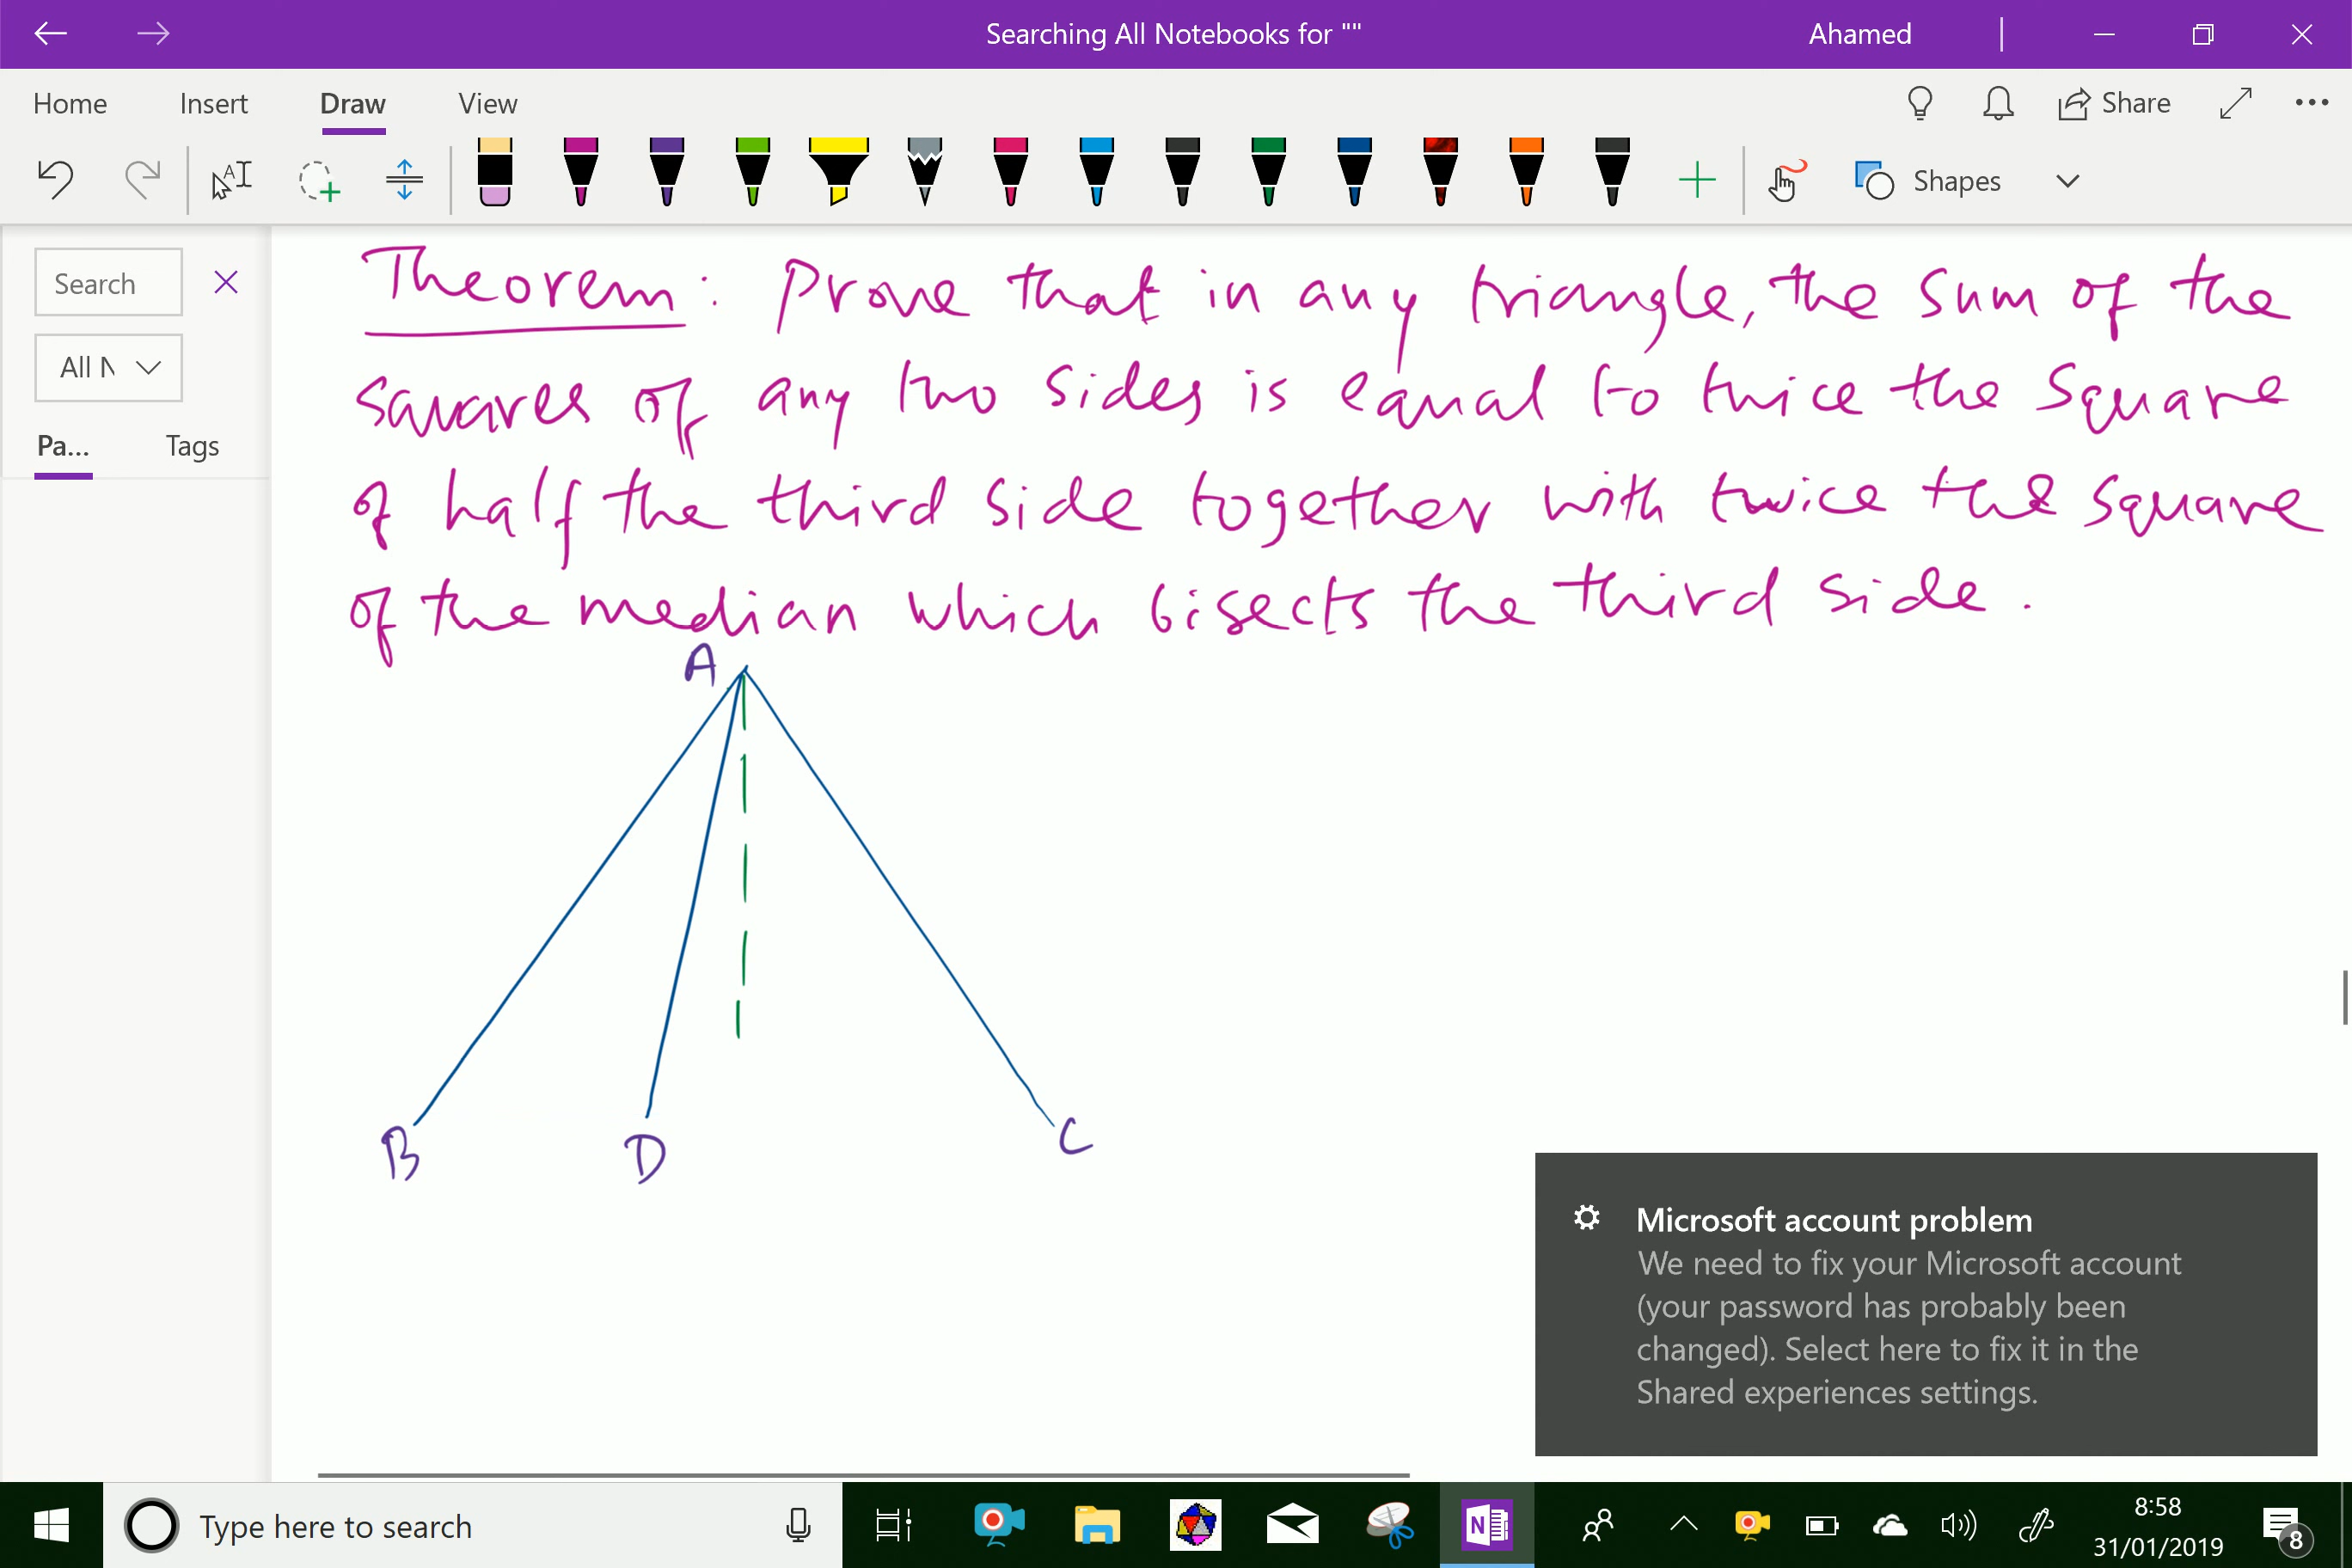 Searching All Notebooks for ""
Ahamed
Home Insert Draw View
Share
Shapes
Search
All N
Pa... Tags
Theorem: Prove that in any triangle, the sum of the
squares of any two sides is equal to twice the square
of half the third side together with twice the square
of the median which bisects the third side.
A
B D C
Microsoft account problem
We need to fix your Microsoft account
(your password has probably been
changed). Select here to fix it in the
Shared experiences settings.
Type here to search
8:58
31/01/2019
8